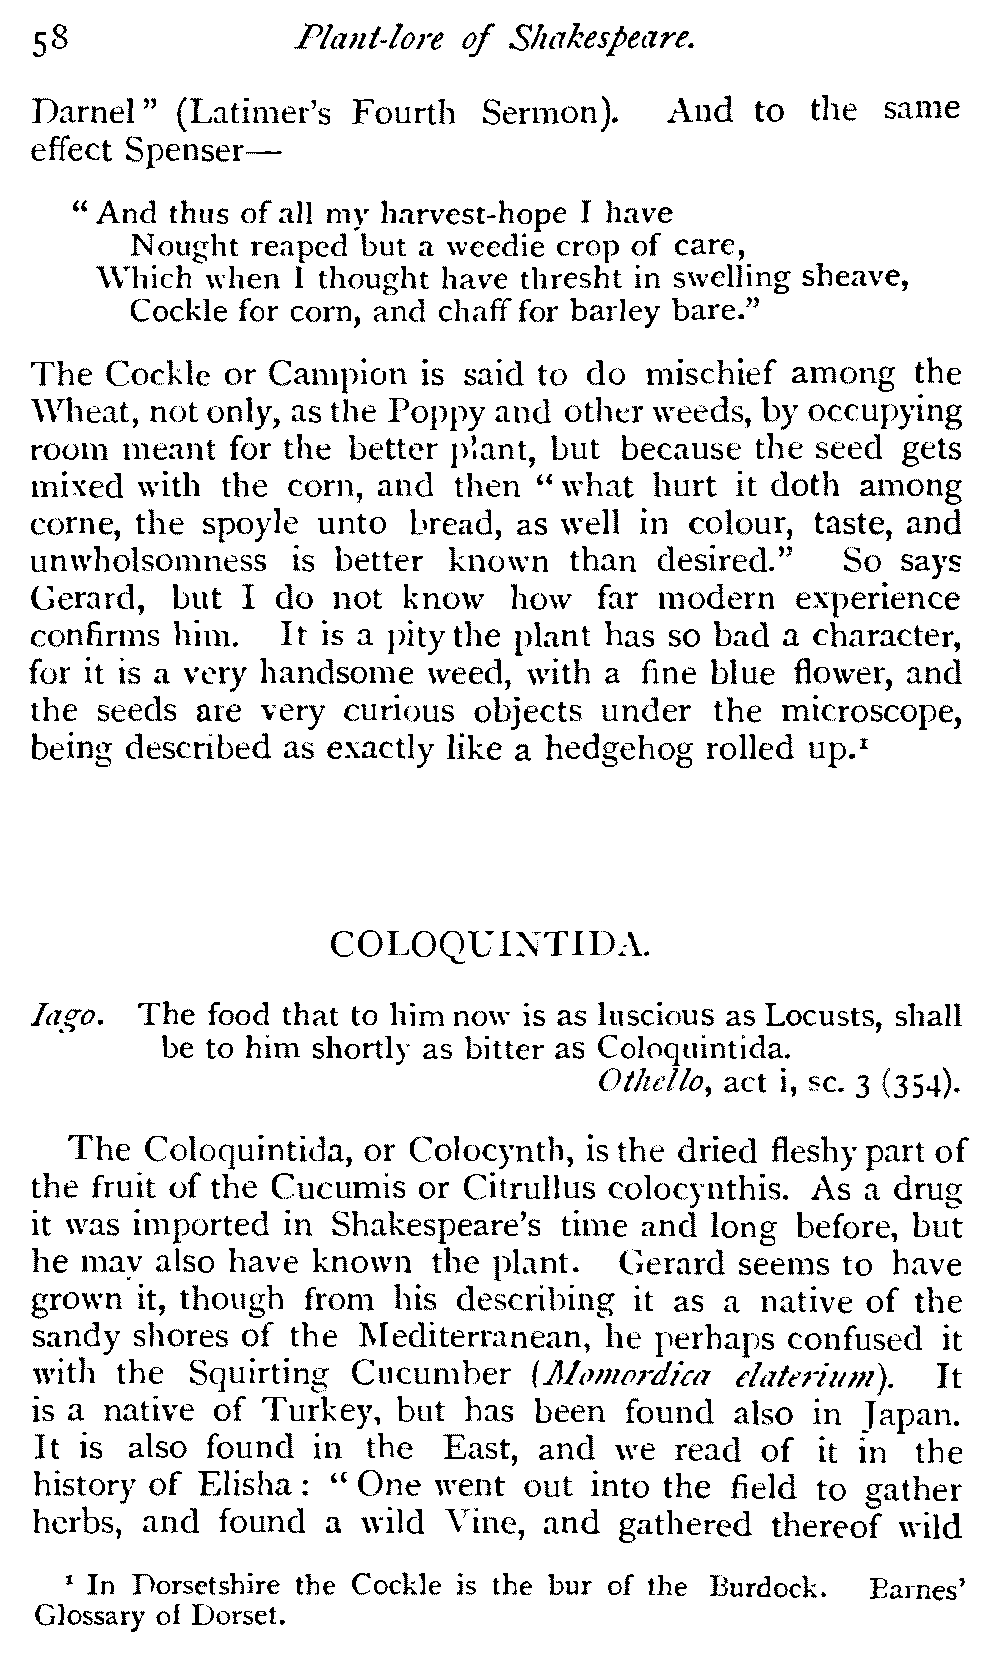 58 Plant-lore of Shakespeare.
Darnel" (Latimer's Fourth Sermon). And to the same
effect Spenser—
"And thus of all my harvest-hope I have
Nought reaped but a weedie crop of care,
Which when I thought have thresht in swelling sheave,
Cockle for corn, and chaff for barley bare."
The Cockle or Campion is said to do mischief among the
Wheat, not only, as the Poppy and other weeds, by occupying
room meant for the better plant, but because the seed gets
mixed with the corn, and then "what hurt it doth among
corne, the spoyle unto bread, as well in colour, taste, and
unwholsomness is better known than desired." So says
Gerard, but I do not know how far modern experience
confirms him. It is a pity the plant has so bad a character,
for it is a very handsome weed, with a fine blue flower, and
the seeds are very curious objects under the microscope,
being described as exactly like a hedgehog rolled up.¹
COLOQUINTIDA.
Iago. The food that to him now is as luscious as Locusts, shall
be to him shortly as bitter as Coloquintida.
Othello, act i, sc. 3 (354).
The Coloquintida, or Colocynth, is the dried fleshy part of
the fruit of the Cucumis or Citrullus colocynthis. As a drug
it was imported in Shakespeare's time and long before, but
he may also have known the plant. Gerard seems to have
grown it, though from his describing it as a native of the
sandy shores of the Mediterranean, he perhaps confused it
with the Squirting Cucumber (Momordica elaterium). It
is a native of Turkey, but has been found also in Japan.
It is also found in the East, and we read of it in the
history of Elisha: "One went out into the field to gather
herbs, and found a wild Vine, and gathered thereof wild
¹ In Dorsetshire the Cockle is the bur of the Burdock. Barnes'
Glossary of Dorset.